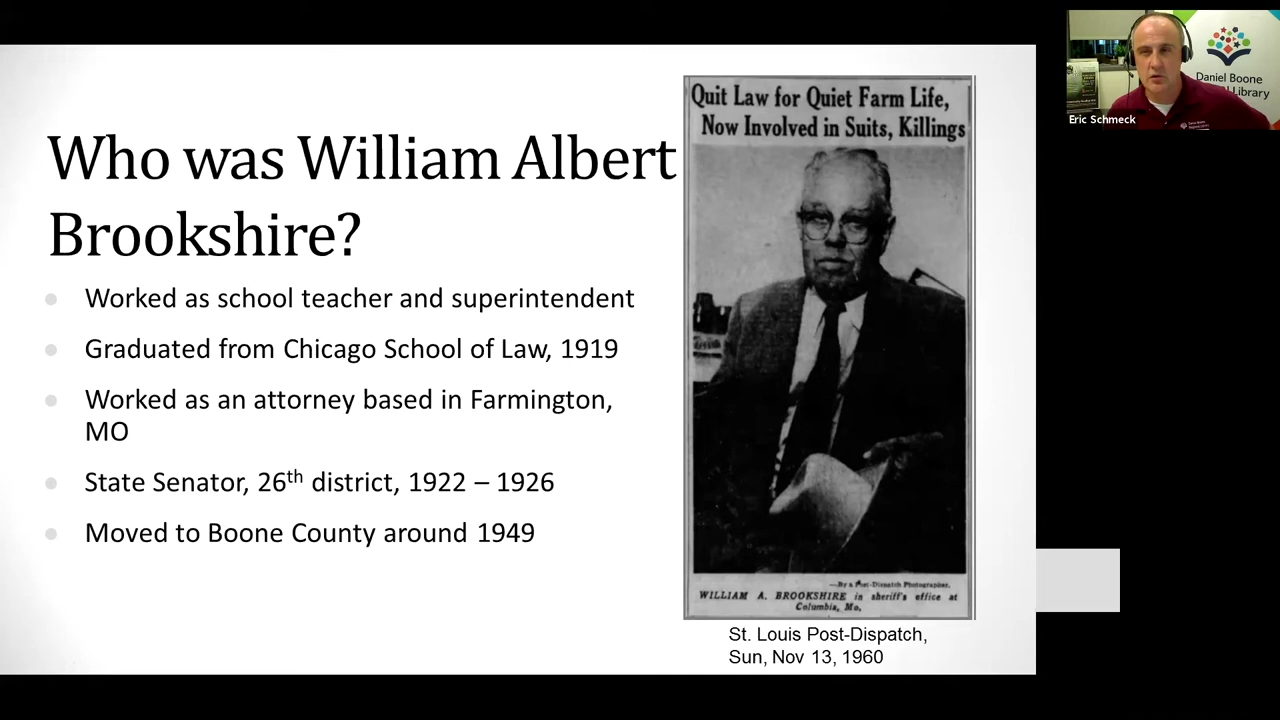 Who was William Albert
Brookshire?
Worked as school teacher and superintendent
Graduated from Chicago School of Law, 1919
Worked as an attorney based in Farmington,
MO
State Senator, 26th district, 1922 – 1926
Moved to Boone County around 1949
Quit Law for Quiet Farm Life,
Now Involved in Suits, Killings
—By a Post-Dispatch Photographer.
WILLIAM A. BROOKSHIRE in sheriff's office at
Columbia, Mo.
St. Louis Post-Dispatch,
Sun, Nov 13, 1960
Daniel Boone
Library
Eric Schmeck